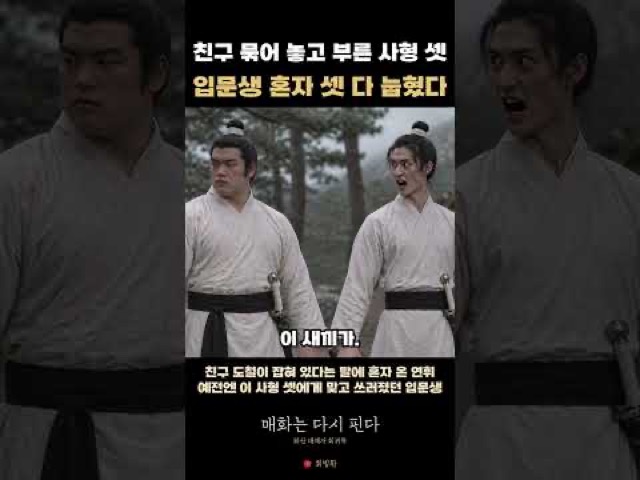 친구 묶어 놓고 부른 사형 셋
입문생 혼자 셋 다 눕혔다
이 새끼가.
친구 도철이 잡혀 있다는 말에 혼자 온 연휘
예전엔 이 사형 셋에게 맞고 쓰러졌던 입문생
매화는 다시 핀다